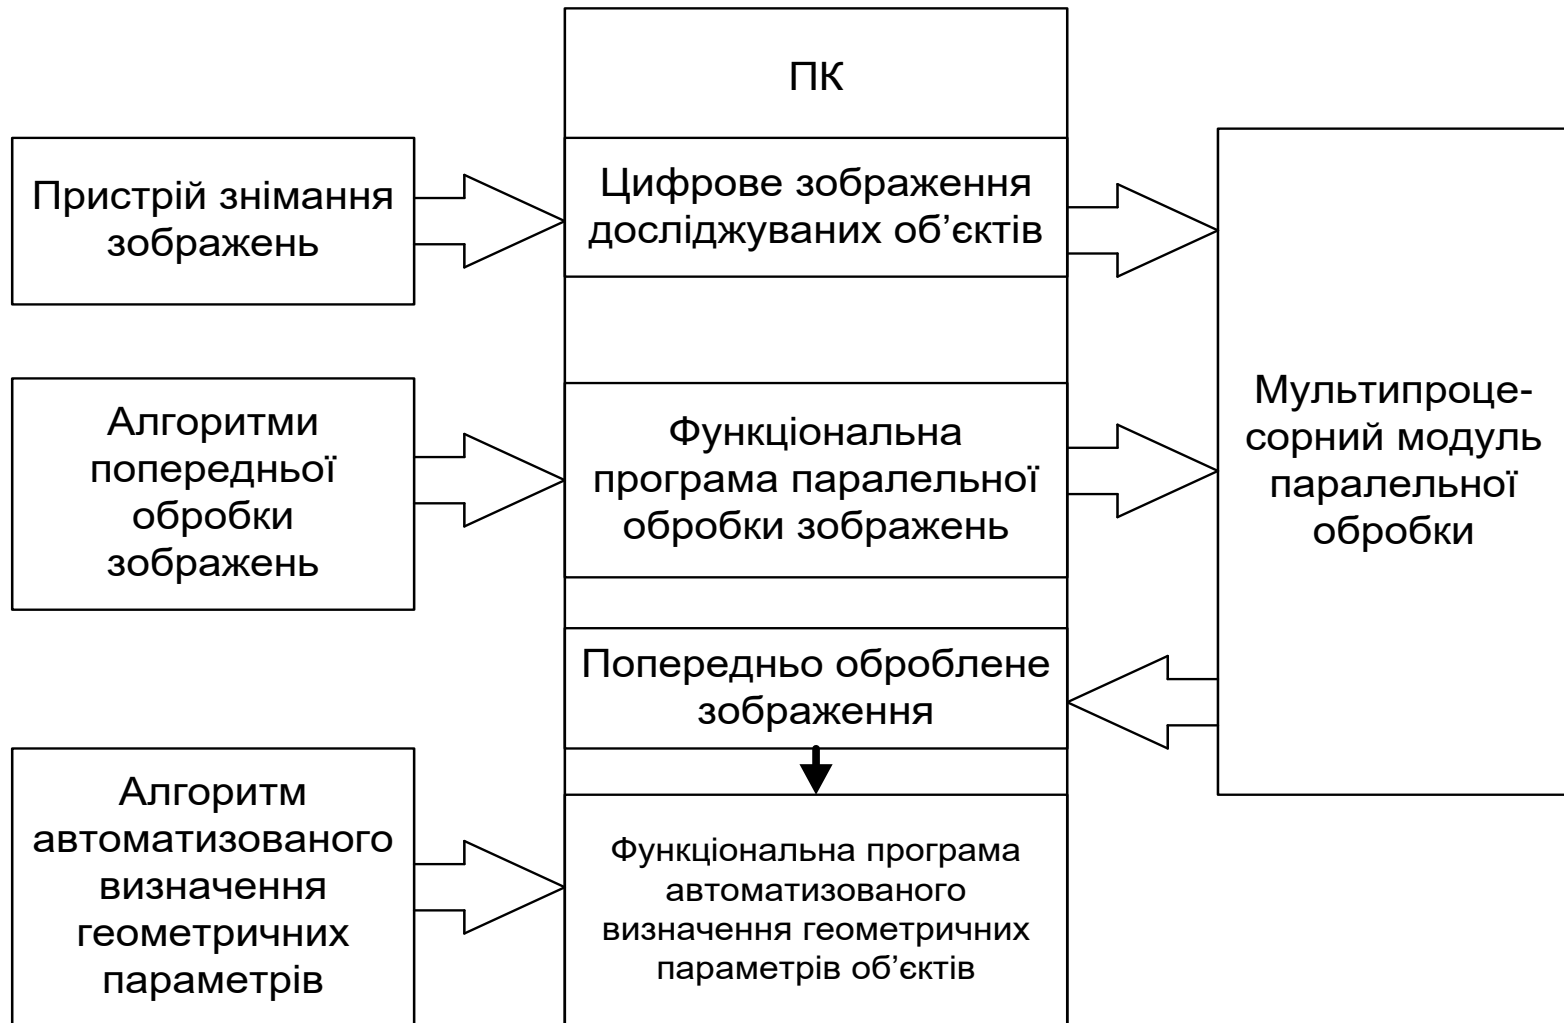 ПК
Пристрій знімання
зображень
Цифрове зображення
досліджуваних об’єктів
Алгоритми
попередньої
обробки
зображень
Функціональна
програма паралельної
обробки зображень
Мультипроце-
сорний модуль
паралельної
обробки
Попередньо оброблене
зображення
Алгоритм
автоматизованого
визначення
геометричних
параметрів
Функціональна програма
автоматизованого
визначення геометричних
параметрів об’єктів